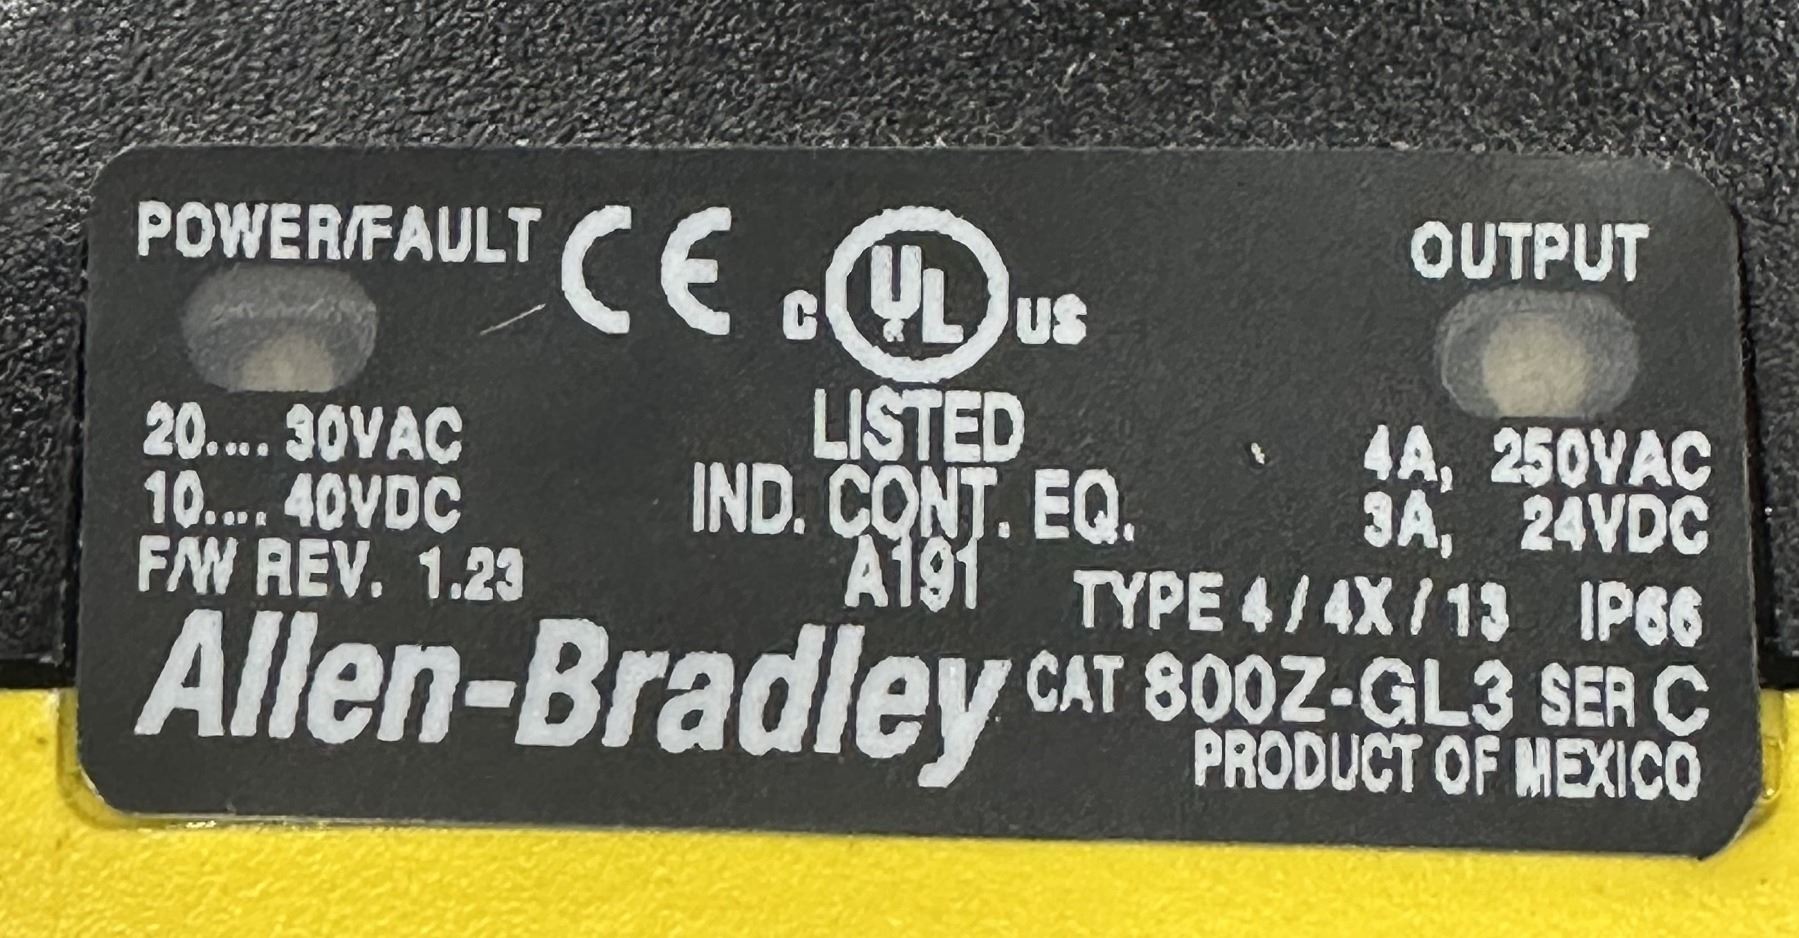 POWER/FAULT CE C UL US OUTPUT
LISTED
20.... 30VAC
10.... 40VDC
F/W REV. 1.23
IND. CONT. EQ.
A191
4A, 250VAC
3A, 24VDC
TYPE 4 / 4X / 13 IP66
Allen-Bradley CAT 800Z-GL3 SER C
PRODUCT OF MEXICO